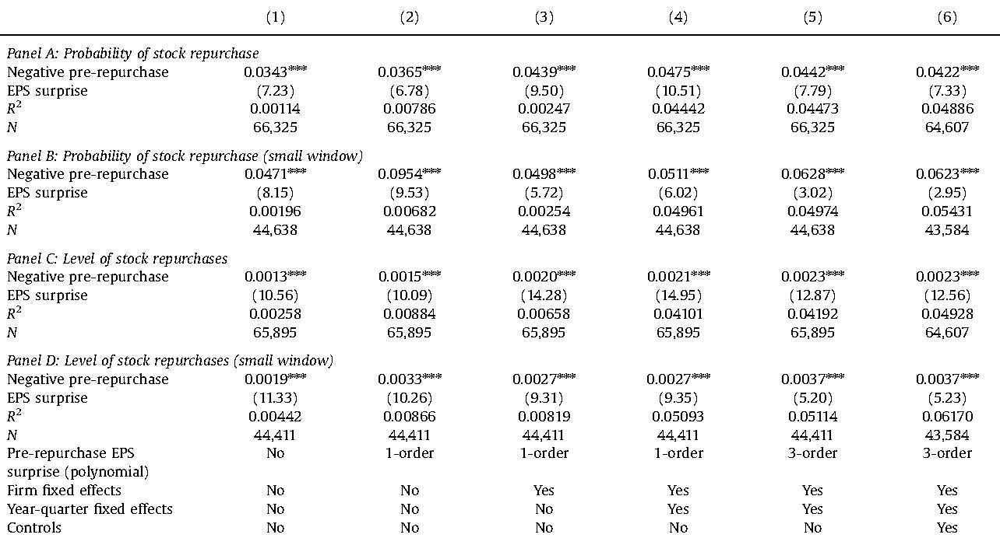 (1) (2) (3) (4) (5) (6)
Panel A: Probability of stock repurchase
Negative pre-repurchase 0.0343*** 0.0365*** 0.0439*** 0.0475*** 0.0442*** 0.0422***
EPS surprise (7.23) (6.78) (9.50) (10.51) (7.79) (7.33)
R² 0.00114 0.00786 0.00247 0.04442 0.04473 0.04886
N 66,325 66,325 66,325 66,325 66,325 64,607
Panel B: Probability of stock repurchase (small window)
Negative pre-repurchase 0.0471*** 0.0954*** 0.0498*** 0.0511*** 0.0628*** 0.0623***
EPS surprise (8.15) (9.53) (5.72) (6.02) (3.02) (2.95)
R² 0.00196 0.00682 0.00254 0.04961 0.04974 0.05431
N 44,638 44,638 44,638 44,638 44,638 43,584
Panel C: Level of stock repurchases
Negative pre-repurchase 0.0013*** 0.0015*** 0.0020*** 0.0021*** 0.0023*** 0.0023***
EPS surprise (10.56) (10.09) (14.28) (14.95) (12.87) (12.56)
R² 0.00258 0.00884 0.00658 0.04101 0.04192 0.04928
N 65,895 65,895 65,895 65,895 65,895 64,607
Panel D: Level of stock repurchases (small window)
Negative pre-repurchase 0.0019*** 0.0033*** 0.0027*** 0.0027*** 0.0037*** 0.0037***
EPS surprise (11.33) (10.26) (9.31) (9.35) (5.20) (5.23)
R² 0.00442 0.00866 0.00819 0.05093 0.05114 0.06170
N 44,411 44,411 44,411 44,411 44,411 43,584
Pre-repurchase EPS No 1-order 1-order 1-order 3-order 3-order
surprise (polynomial)
Firm fixed effects No No Yes Yes Yes Yes
Year-quarter fixed effects No No No Yes Yes Yes
Controls No No No No No Yes